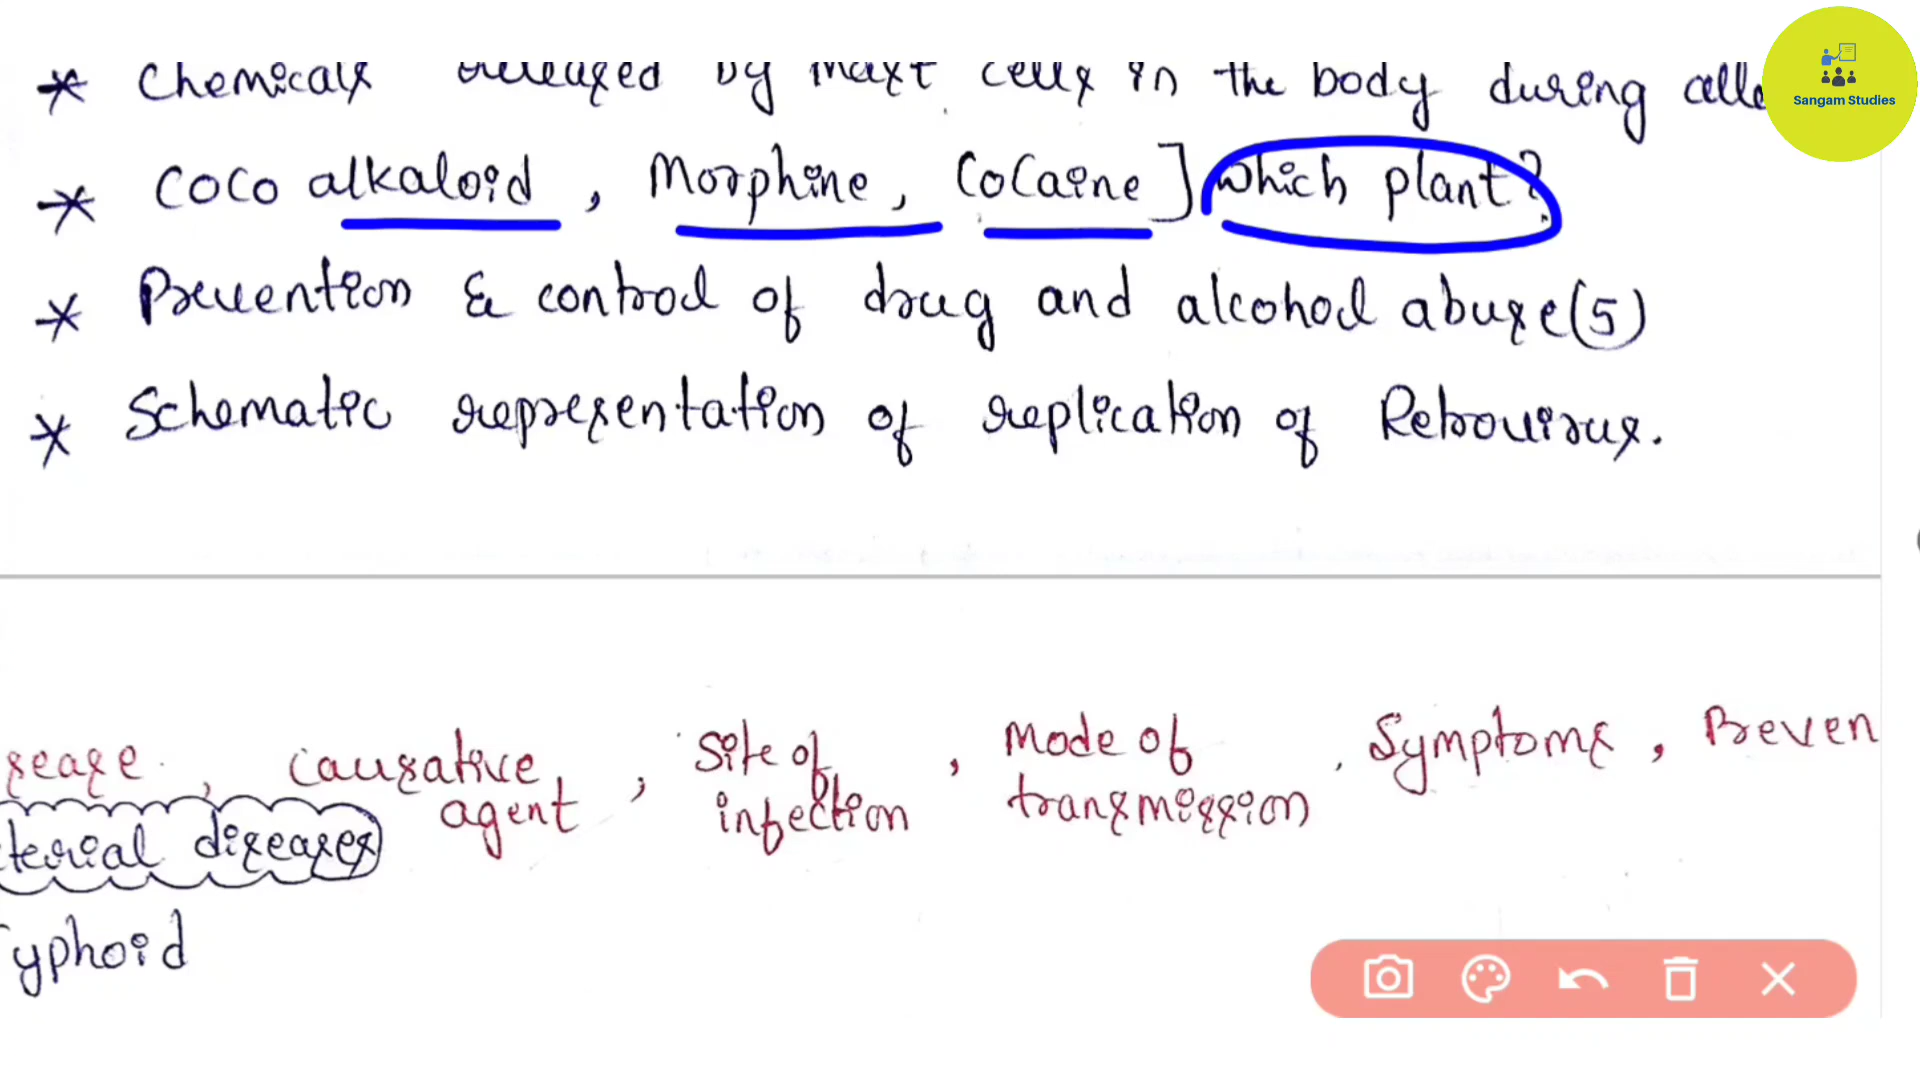 * Chemicals released by mast cells in the body during alle
Sangam Studies
* Coco alkaloid, Morphine, Cocaine] Which plant?
* Prevention & control of drug and alcohol abuse (5)
* Schematic representation of replication of Retrovirus.
sease, causative agent, Site of infection, Mode of transmission, Symptoms, Preven
terial diseases
Typhoid